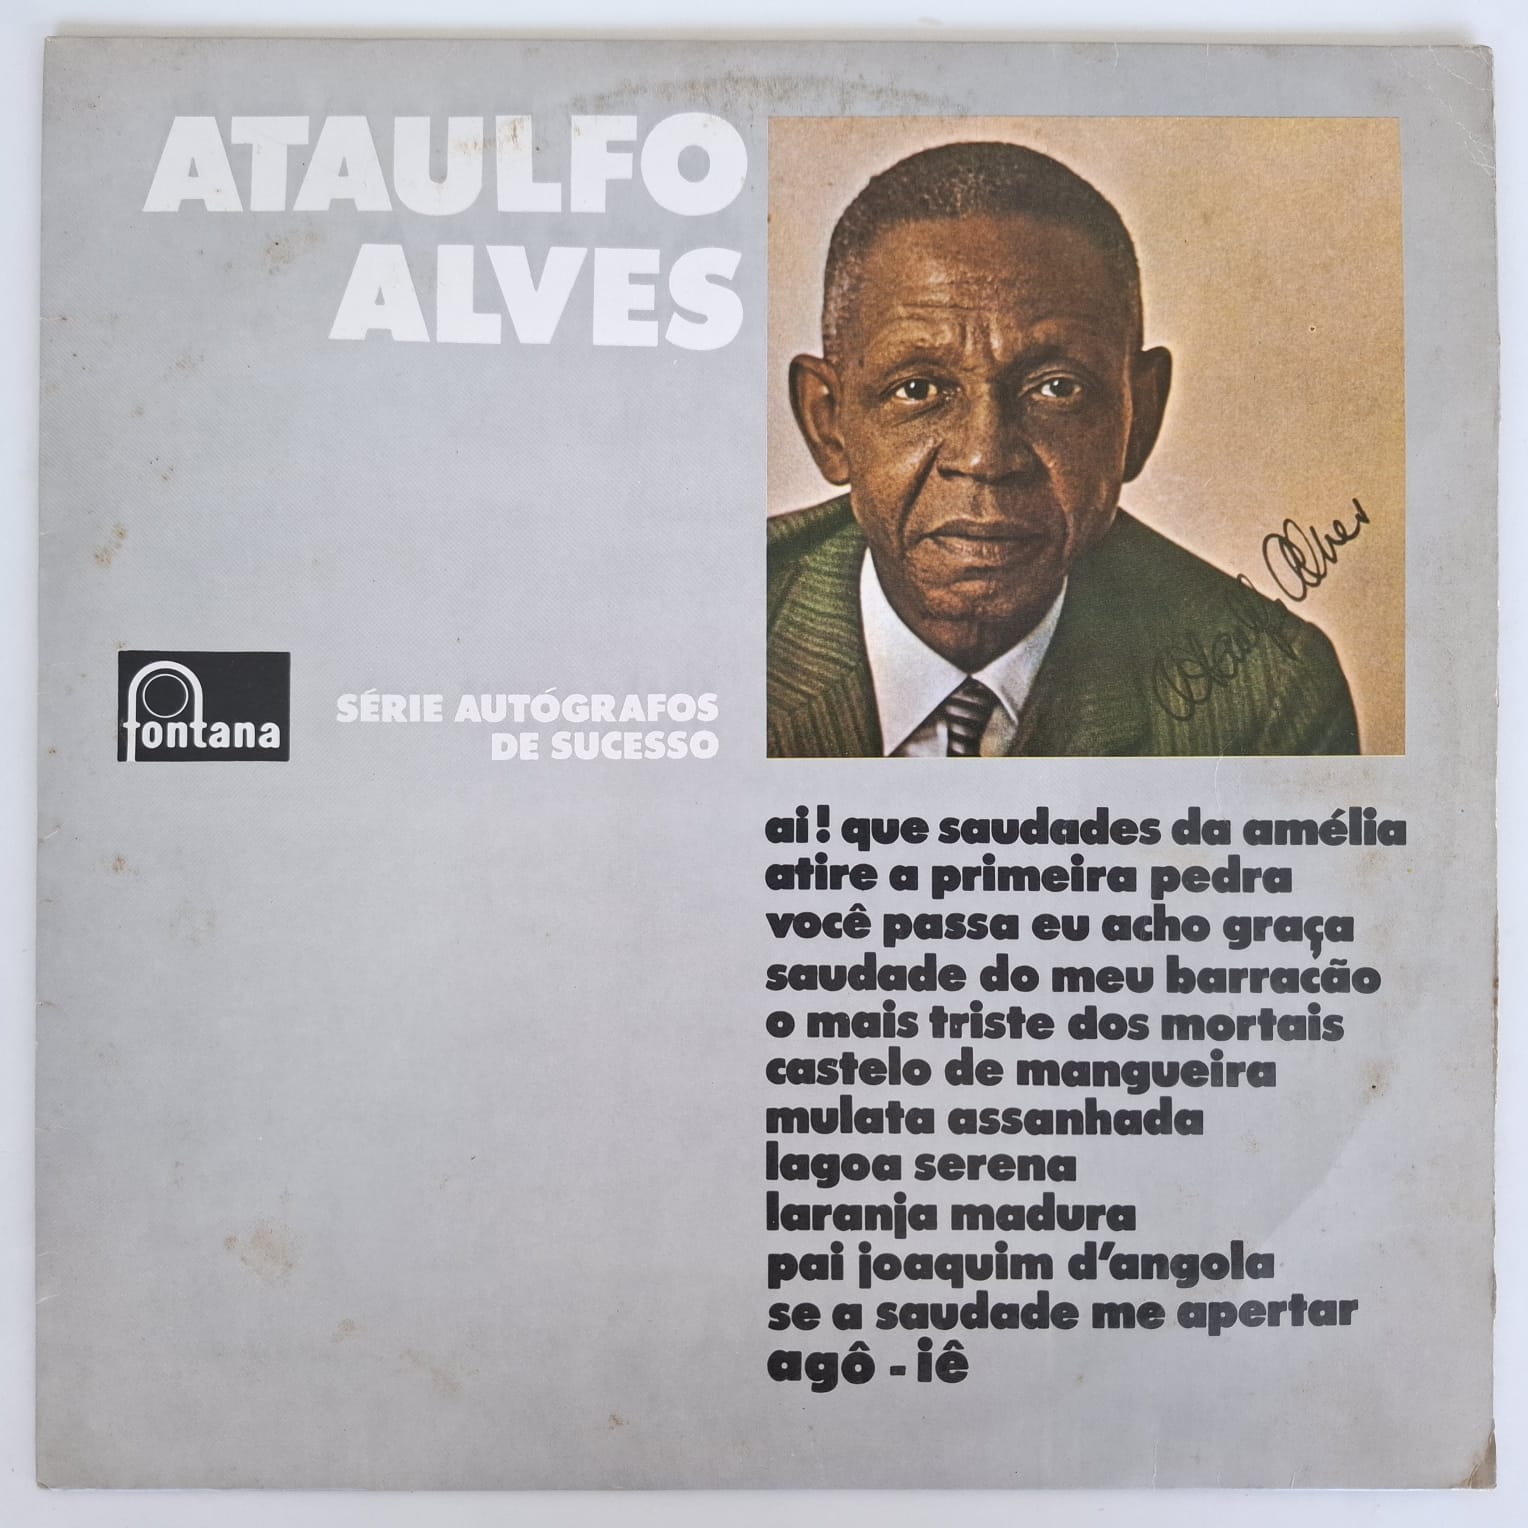 ATAULFO
ALVES
Ataulfo Alves
fontana
SÉRIE AUTÓGRAFOS
DE SUCESSO
ai! que saudades da amélia
atire a primeira pedra
você passa eu acho graça
saudade do meu barracão
o mais triste dos mortais
castelo de mangueira
mulata assanhada
lagoa serena
laranja madura
pai joaquim d'angola
se a saudade me apertar
agô - iê